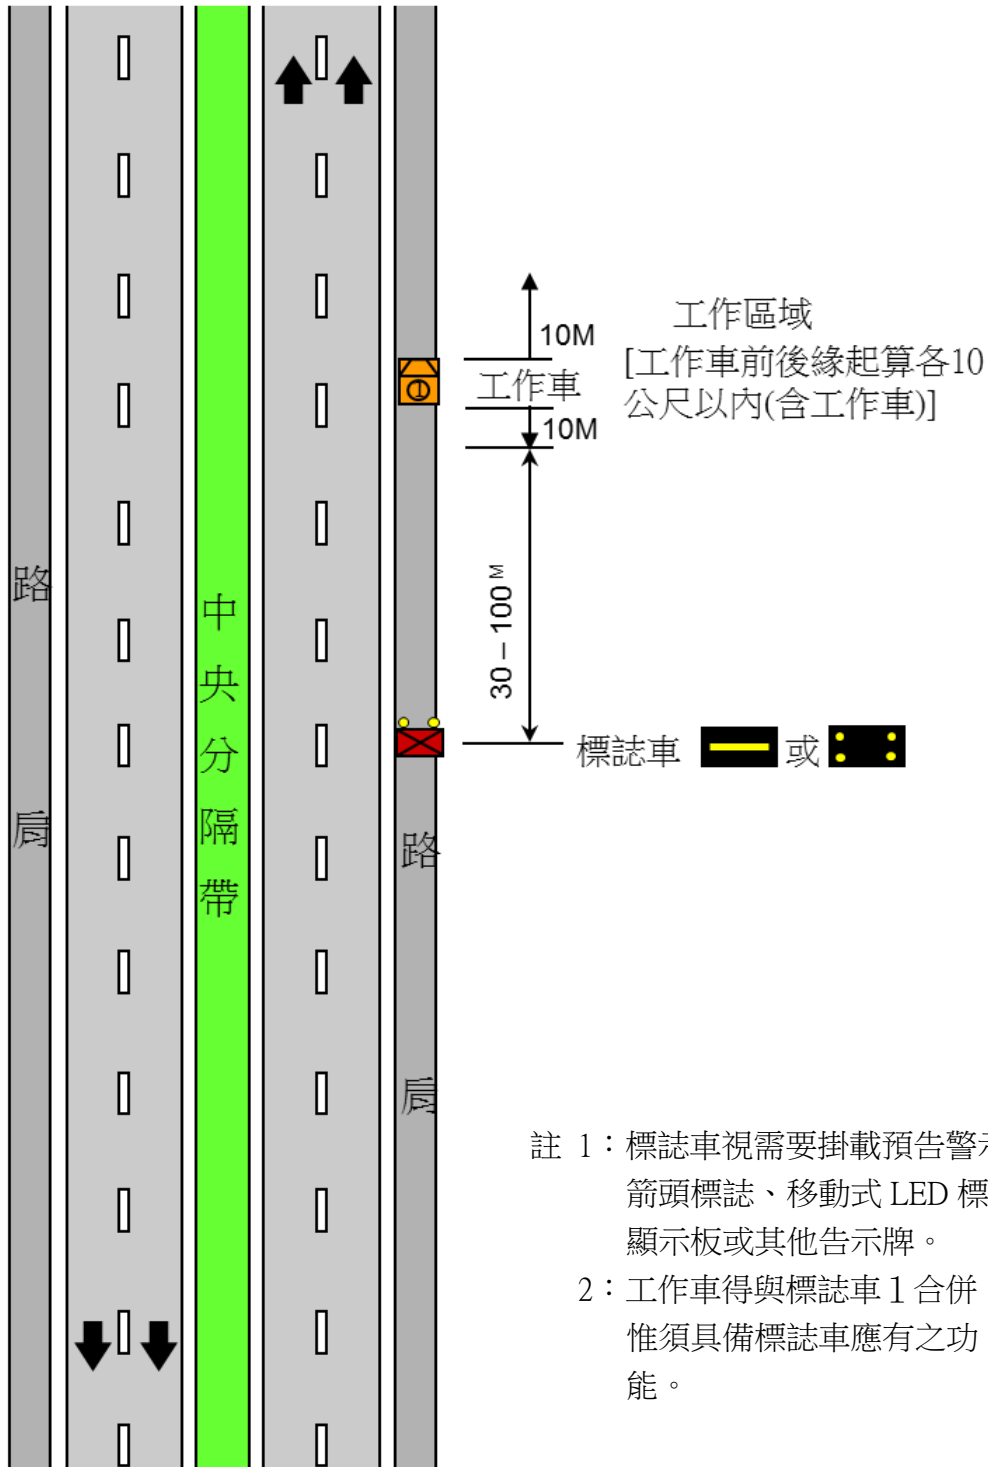 10M
工作區域
[工作車前後緣起算各10
公尺以內(含工作車)]
工作車
①
10M
30－100M
標誌車 或
路肩
中央分隔帶
路肩
註 1：標誌車視需要掛載預告警示
箭頭標誌、移動式 LED 標
顯示板或其他告示牌。
2：工作車得與標誌車１合併
惟須具備標誌車應有之功
能。